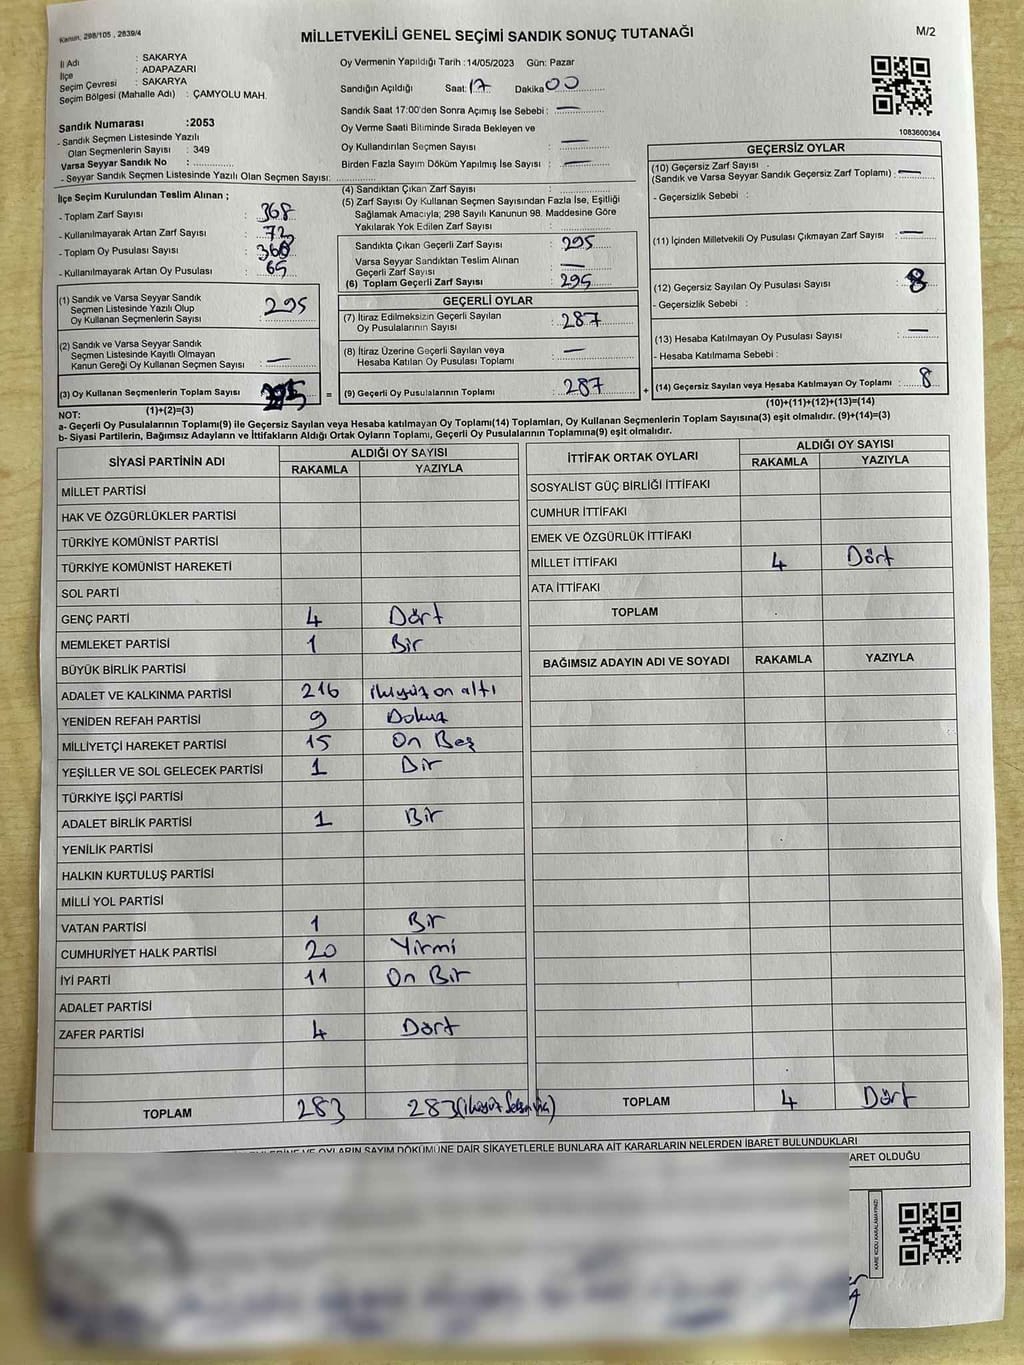 Kanun: 298/105 , 2839/4
MİLLETVEKİLİ GENEL SEÇİMİ SANDIK SONUÇ TUTANAĞI
M/2
İl Adı : SAKARYA
İlçe : ADAPAZARI
Seçim Çevresi : SAKARYA
Seçim Bölgesi (Mahalle Adı) : ÇAMYOLU MAH.
Sandık Numarası :2053
- Sandık Seçmen Listesinde Yazılı
Olan Seçmenlerin Sayısı : 349
Varsa Seyyar Sandık No :
- Seyyar Sandık Seçmen Listesinde Yazılı Olan Seçmen Sayısı:
Oy Vermenin Yapıldığı Tarih :14/05/2023 Gün: Pazar
Sandığın Açıldığı Saat: 17 Dakika 00
Sandık Saat 17:00'den Sonra Açımış İse Sebebi : —
Oy Verme Saati Bitiminde Sırada Bekleyen ve
Oy Kullandırılan Seçmen Sayısı : —
Birden Fazla Sayım Döküm Yapılmış İse Sayısı : —
1083600364
İlçe Seçim Kurulundan Teslim Alınan ;
- Toplam Zarf Sayısı : 368
- Kullanılmayarak Artan Zarf Sayısı : 73
- Toplam Oy Pusulası Sayısı : 360
- Kullanılmayarak Artan Oy Pusulası : 65
(1) Sandık ve Varsa Seyyar Sandık
Seçmen Listesinde Yazılı Olup
Oy Kullanan Seçmenlerin Sayısı : 295
(2) Sandık ve Varsa Seyyar Sandık
Seçmen Listesinde Kayıtlı Olmayan
Kanun Gereği Oy Kullanan Seçmen Sayısı : —
(3) Oy Kullanan Seçmenlerin Toplam Sayısı : 295 =
(1)+(2)=(3)
(4) Sandıktan Çıkan Zarf Sayısı :
(5) Zarf Sayısı Oy Kullanan Seçmen Sayısından Fazla İse, Eşitliği
Sağlamak Amacıyla; 298 Sayılı Kanunun 98. Maddesine Göre
Yakılarak Yok Edilen Zarf Sayısı :
Sandıkta Çıkan Geçerli Zarf Sayısı : 295
Varsa Seyyar Sandıktan Teslim Alınan
Geçerli Zarf Sayısı : —
(6) Toplam Geçerli Zarf Sayısı : 295
GEÇERLİ OYLAR
(7) İtiraz Edilmeksizin Geçerli Sayılan
Oy Pusulalarının Sayısı : 287
(8) İtiraz Üzerine Geçerli Sayılan veya
Hesaba Katılan Oy Pusulası Toplamı : —
(9) Geçerli Oy Pusulalarının Toplamı : 287 +
GEÇERSİZ OYLAR
(10) Geçersiz Zarf Sayısı
(Sandık ve Varsa Seyyar Sandık Geçersiz Zarf Toplamı) : —
- Geçersizlik Sebebi :
(11) İçinden Milletvekili Oy Pusulası Çıkmayan Zarf Sayısı : —
(12) Geçersiz Sayılan Oy Pusulası Sayısı : 8
- Geçersizlik Sebebi :
(13) Hesaba Katılmayan Oy Pusulası Sayısı : —
- Hesaba Katılmama Sebebi :
(14) Geçersiz Sayılan veya Hesaba Katılmayan Oy Toplamı : 8
(10)+(11)+(12)+(13)=(14)
NOT:
a- Geçerli Oy Pusulalarının Toplamı(9) ile Geçersiz Sayılan veya Hesaba katılmayan Oy Toplamı(14) Toplamları, Oy Kullanan Seçmenlerin Toplam Sayısına(3) eşit olmalıdır. (9)+(14)=(3)
b- Siyasi Partilerin, Bağımsız Adayların ve İttifakların Aldığı Ortak Oyların Toplamı, Geçerli Oy Pusulalarının Toplamına(9) eşit olmalıdır.
SİYASİ PARTİNİN ADI ALDIĞI OY SAYISI
RAKAMLA YAZIYLA
MİLLET PARTİSİ
HAK VE ÖZGÜRLÜKLER PARTİSİ
TÜRKİYE KOMÜNİST PARTİSİ
TÜRKİYE KOMÜNİST HAREKETİ
SOL PARTİ
GENÇ PARTİ 4 Dört
MEMLEKET PARTİSİ 1 Bir
BÜYÜK BİRLİK PARTİSİ
ADALET VE KALKINMA PARTİSİ 216 ikiyüz on altı
YENİDEN REFAH PARTİSİ 9 Dokuz
MİLLİYETÇİ HAREKET PARTİSİ 15 On Beş
YEŞİLLER VE SOL GELECEK PARTİSİ 1 Bir
TÜRKİYE İŞÇİ PARTİSİ
ADALET BİRLİK PARTİSİ 1 Bir
YENİLİK PARTİSİ
HALKIN KURTULUŞ PARTİSİ
MİLLİ YOL PARTİSİ
VATAN PARTİSİ 1 Bir
CUMHURİYET HALK PARTİSİ 20 Yirmi
İYİ PARTİ 11 On Bir
ADALET PARTİSİ
ZAFER PARTİSİ 4 Dört
TOPLAM 283 283
İTTİFAK ORTAK OYLARI ALDIĞI OY SAYISI
RAKAMLA YAZIYLA
SOSYALİST GÜÇ BİRLİĞİ İTTİFAKI
CUMHUR İTTİFAKI
EMEK VE ÖZGÜRLÜK İTTİFAKI
MİLLET İTTİFAKI 4 Dört
ATA İTTİFAKI
TOPLAM
BAĞIMSIZ ADAYIN ADI VE SOYADI RAKAMLA YAZIYLA
TOPLAM 4 Dört
OYLARIN SAYIM DÖKÜMÜNE DAİR ŞİKAYETLERLE BUNLARA AİT KARARLARIN NELERDEN İBARET BULUNDUKLARI
ARET OLDUĞU
KARE KODU KARALAMAYINIZ!